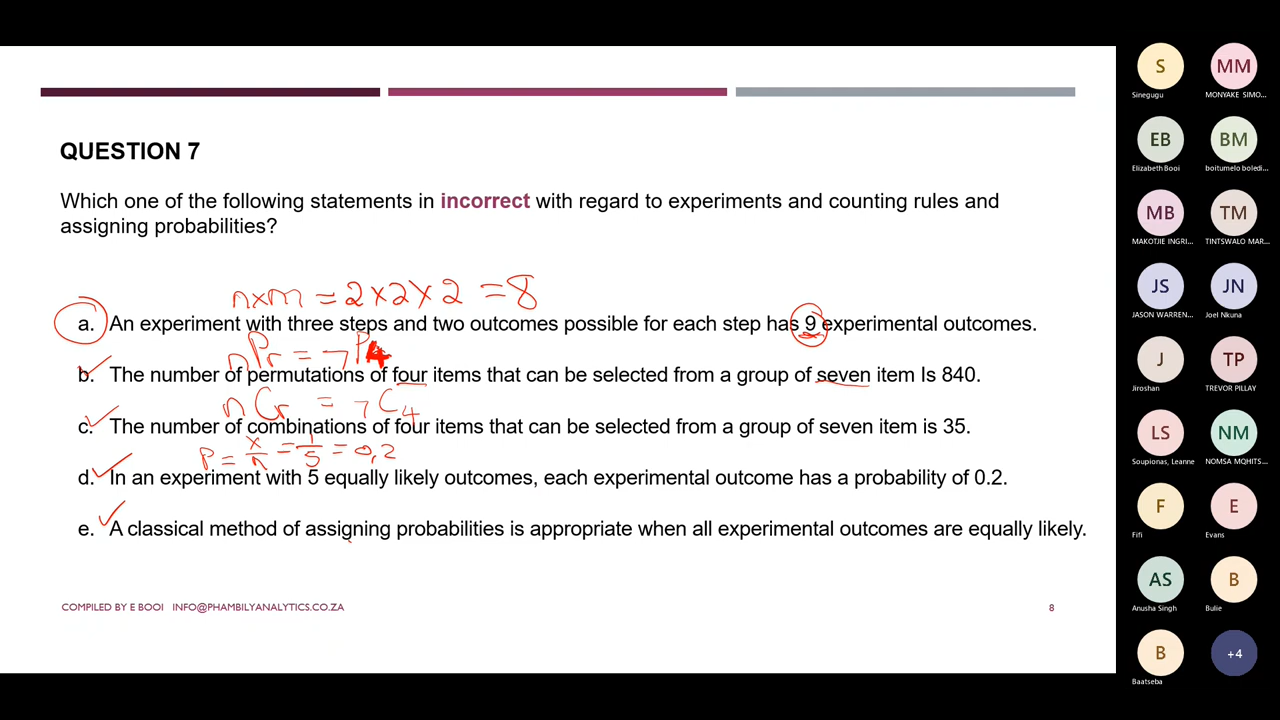 QUESTION 7
Which one of the following statements in incorrect with regard to experiments and counting rules and
assigning probabilities?
n×m = 2×2×2 = 8
a. An experiment with three steps and two outcomes possible for each step has 9 experimental outcomes.
nPr = 7P4
b. The number of permutations of four items that can be selected from a group of seven item Is 840.
nCr = 7C4
c. The number of combinations of four items that can be selected from a group of seven item is 35.
P = x/n = 1/5 = 0,2
d. In an experiment with 5 equally likely outcomes, each experimental outcome has a probability of 0.2.
e. A classical method of assigning probabilities is appropriate when all experimental outcomes are equally likely.
COMPILED BY E BOOI INFO@PHAMBILYANALYTICS.CO.ZA
8
S
Sinegugu
MM
MONYAKE SIMO...
EB
Elizabeth Booi
BM
boitumelo boledi...
MB
MAKOTJIE INGRI...
TM
TINTSWALO MAR...
JS
JASON WARREN...
JN
Joel Nkuna
J
Jiroshan
TP
TREVOR PILLAY
LS
Soupionas, Leanne
NM
NOMSA MQHITS...
F
Fifi
E
Evans
AS
Anusha Singh
B
Bulie
B
Baatseba
+4